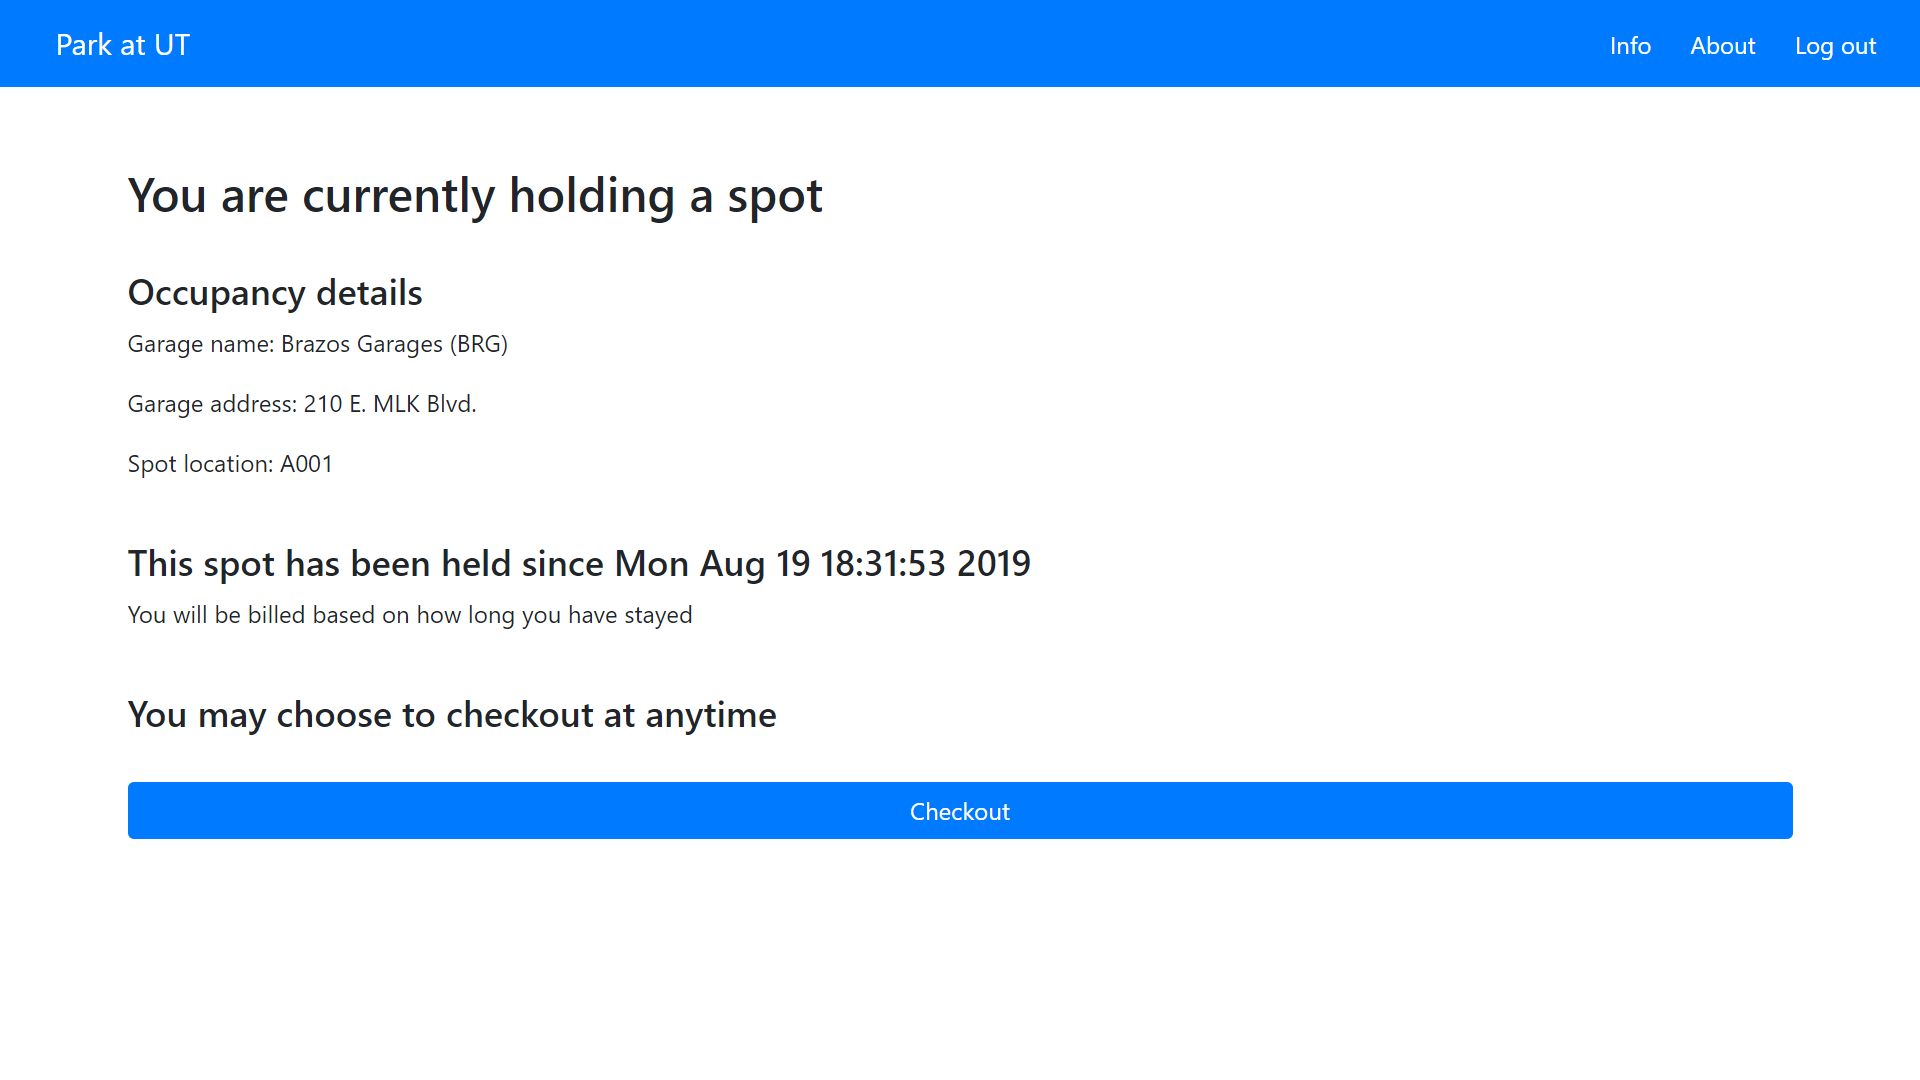 Park at UT
Info About Log out
You are currently holding a spot
Occupancy details
Garage name: Brazos Garages (BRG)
Garage address: 210 E. MLK Blvd.
Spot location: A001
This spot has been held since Mon Aug 19 18:31:53 2019
You will be billed based on how long you have stayed
You may choose to checkout at anytime
Checkout